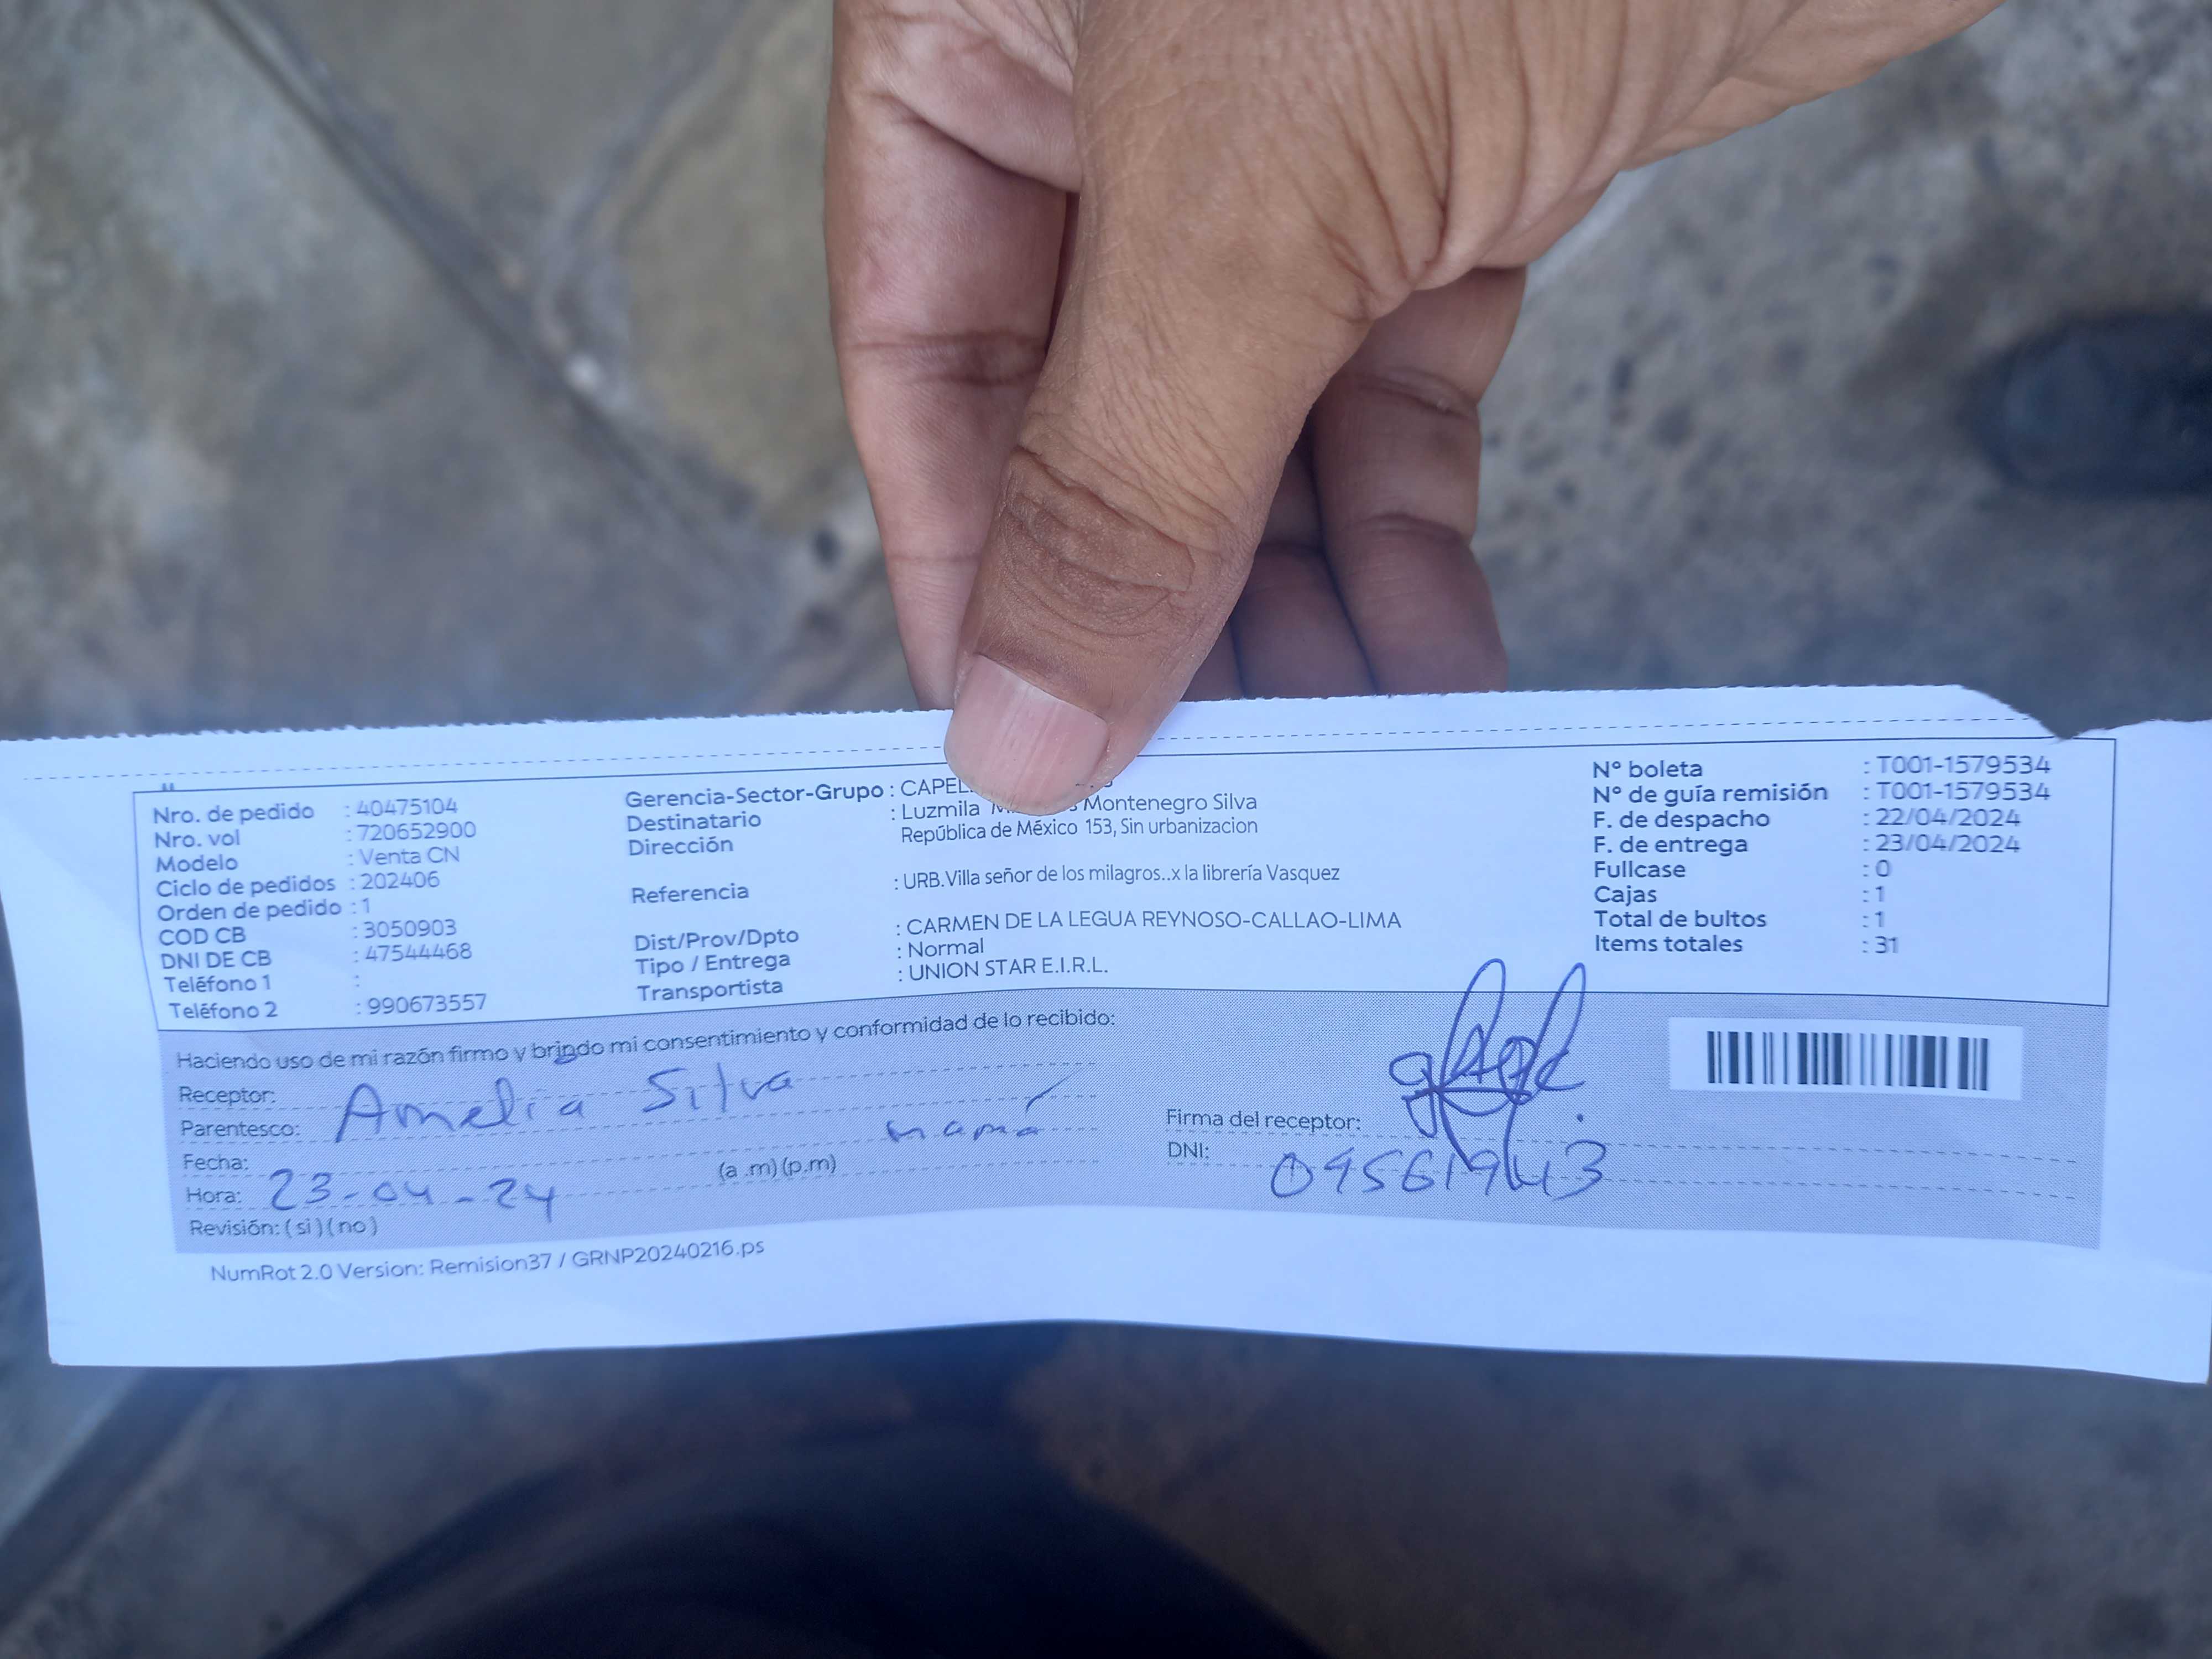 Nro. de pedido : 40475104
Nro. vol : 720652900
Modelo : Venta CN
Ciclo de pedidos : 202406
Orden de pedido : 1
COD CB : 3050903
DNI DE CB : 47544468
Teléfono 1 :
Teléfono 2 : 990673557
Gerencia-Sector-Grupo :
Destinatario : Luzmila Montenegro Silva
Dirección República de México 153, Sin urbanizacion
Referencia : URB.Villa señor de los milagros..x la librería Vasquez
Dist/Prov/Dpto : CARMEN DE LA LEGUA REYNOSO-CALLAO-LIMA
Tipo / Entrega : Normal
Transportista : UNION STAR E.I.R.L.
N° boleta : T001-1579534
N° de guía remisión : T001-1579534
F. de despacho : 22/04/2024
F. de entrega : 23/04/2024
Fullcase : 0
Cajas : 1
Total de bultos : 1
Items totales : 31
Haciendo uso de mi razón firmo y brindo mi consentimiento y conformidad de lo recibido:
Receptor: Amelia Silva
Parentesco: mamá
Fecha:
Hora: 23-04-24 (a .m) (p.m)
Revisión: ( si ) ( no )
Firma del receptor:
DNI:
NumRot 2.0 Version: Remision37 / GRNP20240216.ps